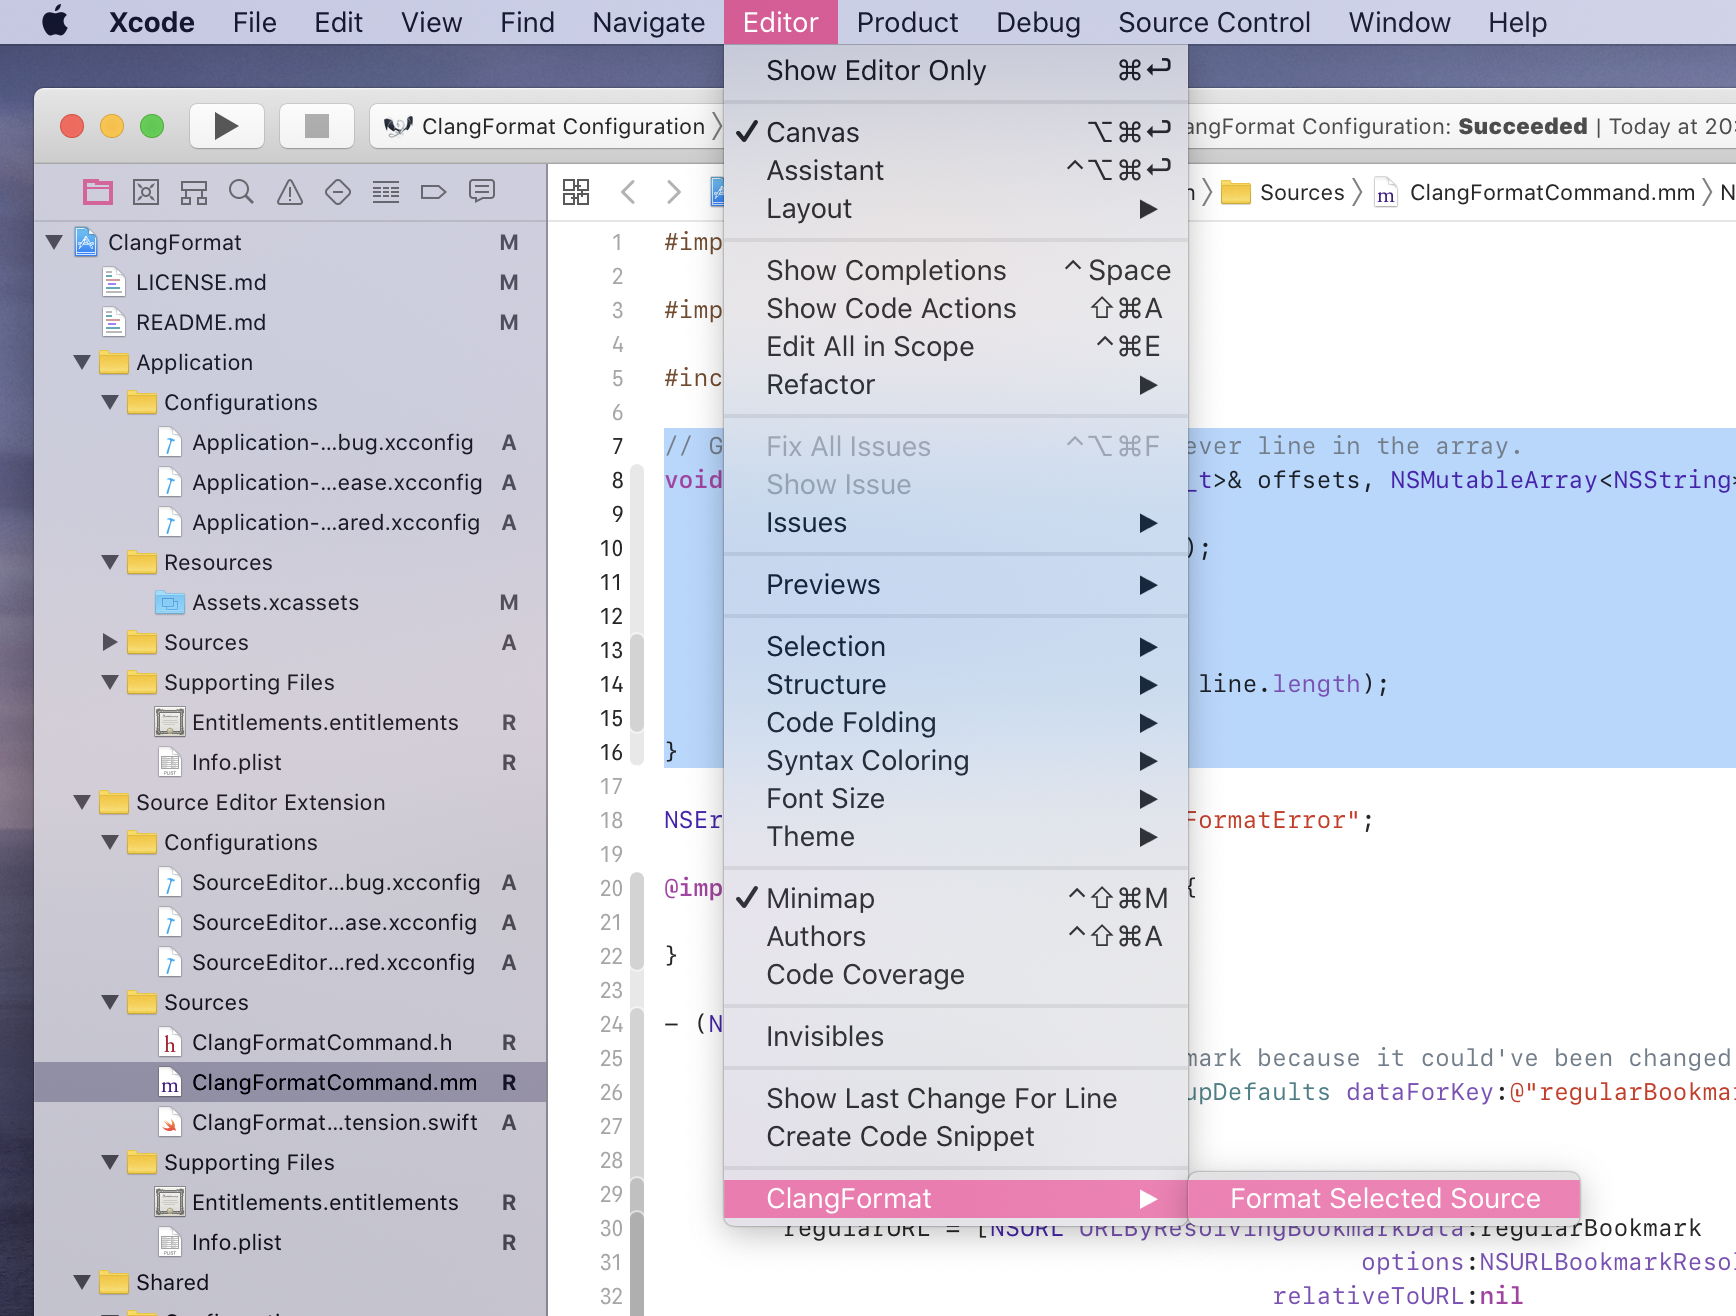 Xcode File Edit View Find Navigate Editor Product Debug Source Control Window Help
ClangFormat Configuration
angFormat Configuration: Succeeded | Today at 20
Sources ClangFormatCommand.mm N
ClangFormat M
LICENSE.md M
README.md M
Application
Configurations
Application-...bug.xcconfig A
Application-...ease.xcconfig A
Application-...ared.xcconfig A
Resources
Assets.xcassets M
Sources A
Supporting Files
Entitlements.entitlements R
Info.plist R
Source Editor Extension
Configurations
SourceEditor...bug.xcconfig A
SourceEditor...ase.xcconfig A
SourceEditor...red.xcconfig A
Sources
ClangFormatCommand.h R
ClangFormatCommand.mm R
ClangFormat...tension.swift A
Supporting Files
Entitlements.entitlements R
Info.plist R
Shared
Show Editor Only ⌘↩
✓ Canvas ⌥⌘↩
Assistant ^⌥⌘↩
Layout ▶
Show Completions ^ Space
Show Code Actions ⇧⌘A
Edit All in Scope ^⌘E
Refactor ▶
Fix All Issues ^⌥⌘F
Show Issue
Issues ▶
Previews ▶
Selection ▶
Structure ▶
Code Folding ▶
Syntax Coloring ▶
Font Size ▶
Theme ▶
✓ Minimap ^⇧⌘M
Authors ^⇧⌘A
Code Coverage
Invisibles
Show Last Change For Line
Create Code Snippet
ClangFormat ▶
Format Selected Source
1 #imp
2
3 #imp
4
5 #inc
6
7 // G ever line in the array.
8 void _t>& offsets, NSMutableArray<NSString>
9
10 );
11
12
13
14 line.length);
15
16 }
17
18 NSEr FormatError";
19
20 @imp {
21
22 }
23
24 - (N
25 mark because it could've been changed
26 upDefaults dataForKey:@"regularBookma
27
28
29
30 regularURL = [NSURL URLByResolvingBookmarkData:regularBookmark
31 options:NSURLBookmarkResol
32 relativeToURL:nil